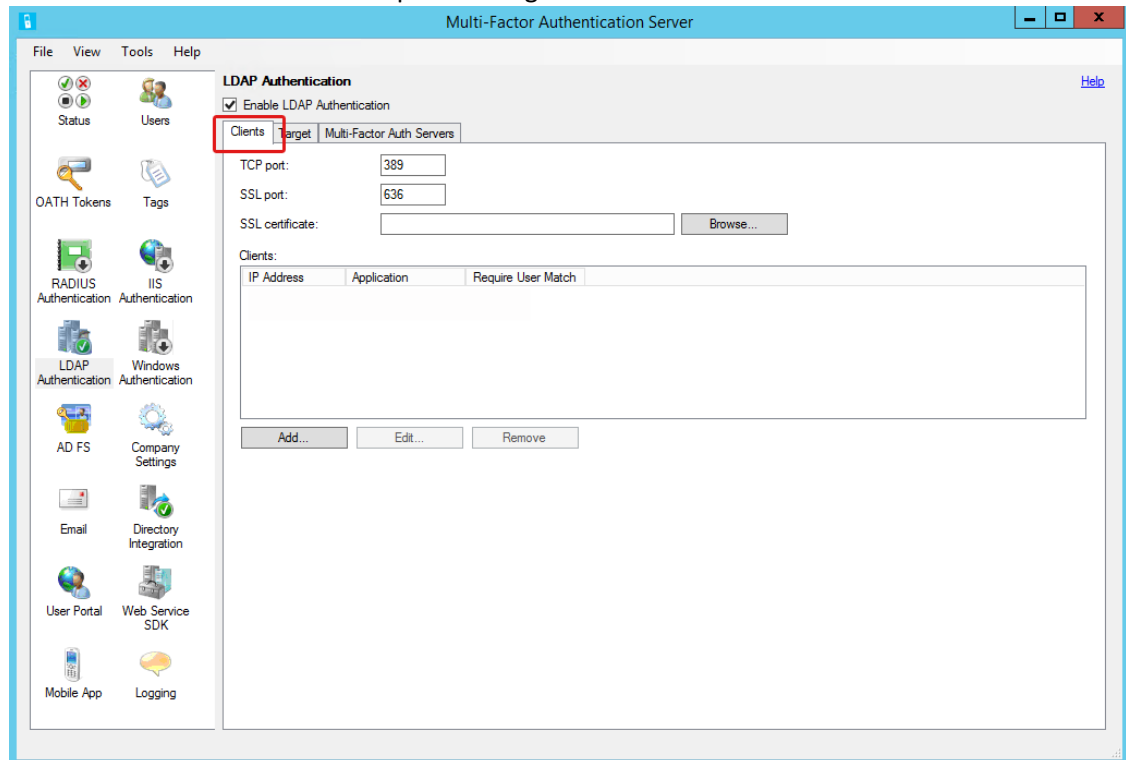 Multi-Factor Authentication Server
File View Tools Help
Status Users
OATH Tokens Tags
RADIUS Authentication IIS Authentication
LDAP Authentication Windows Authentication
AD FS Company Settings
Email Directory Integration
User Portal Web Service SDK
Mobile App Logging
LDAP Authentication Help
Enable LDAP Authentication
Clients Target Multi-Factor Auth Servers
TCP port: 389
SSL port: 636
SSL certificate: Browse...
Clients:
IP Address Application Require User Match
Add... Edit... Remove